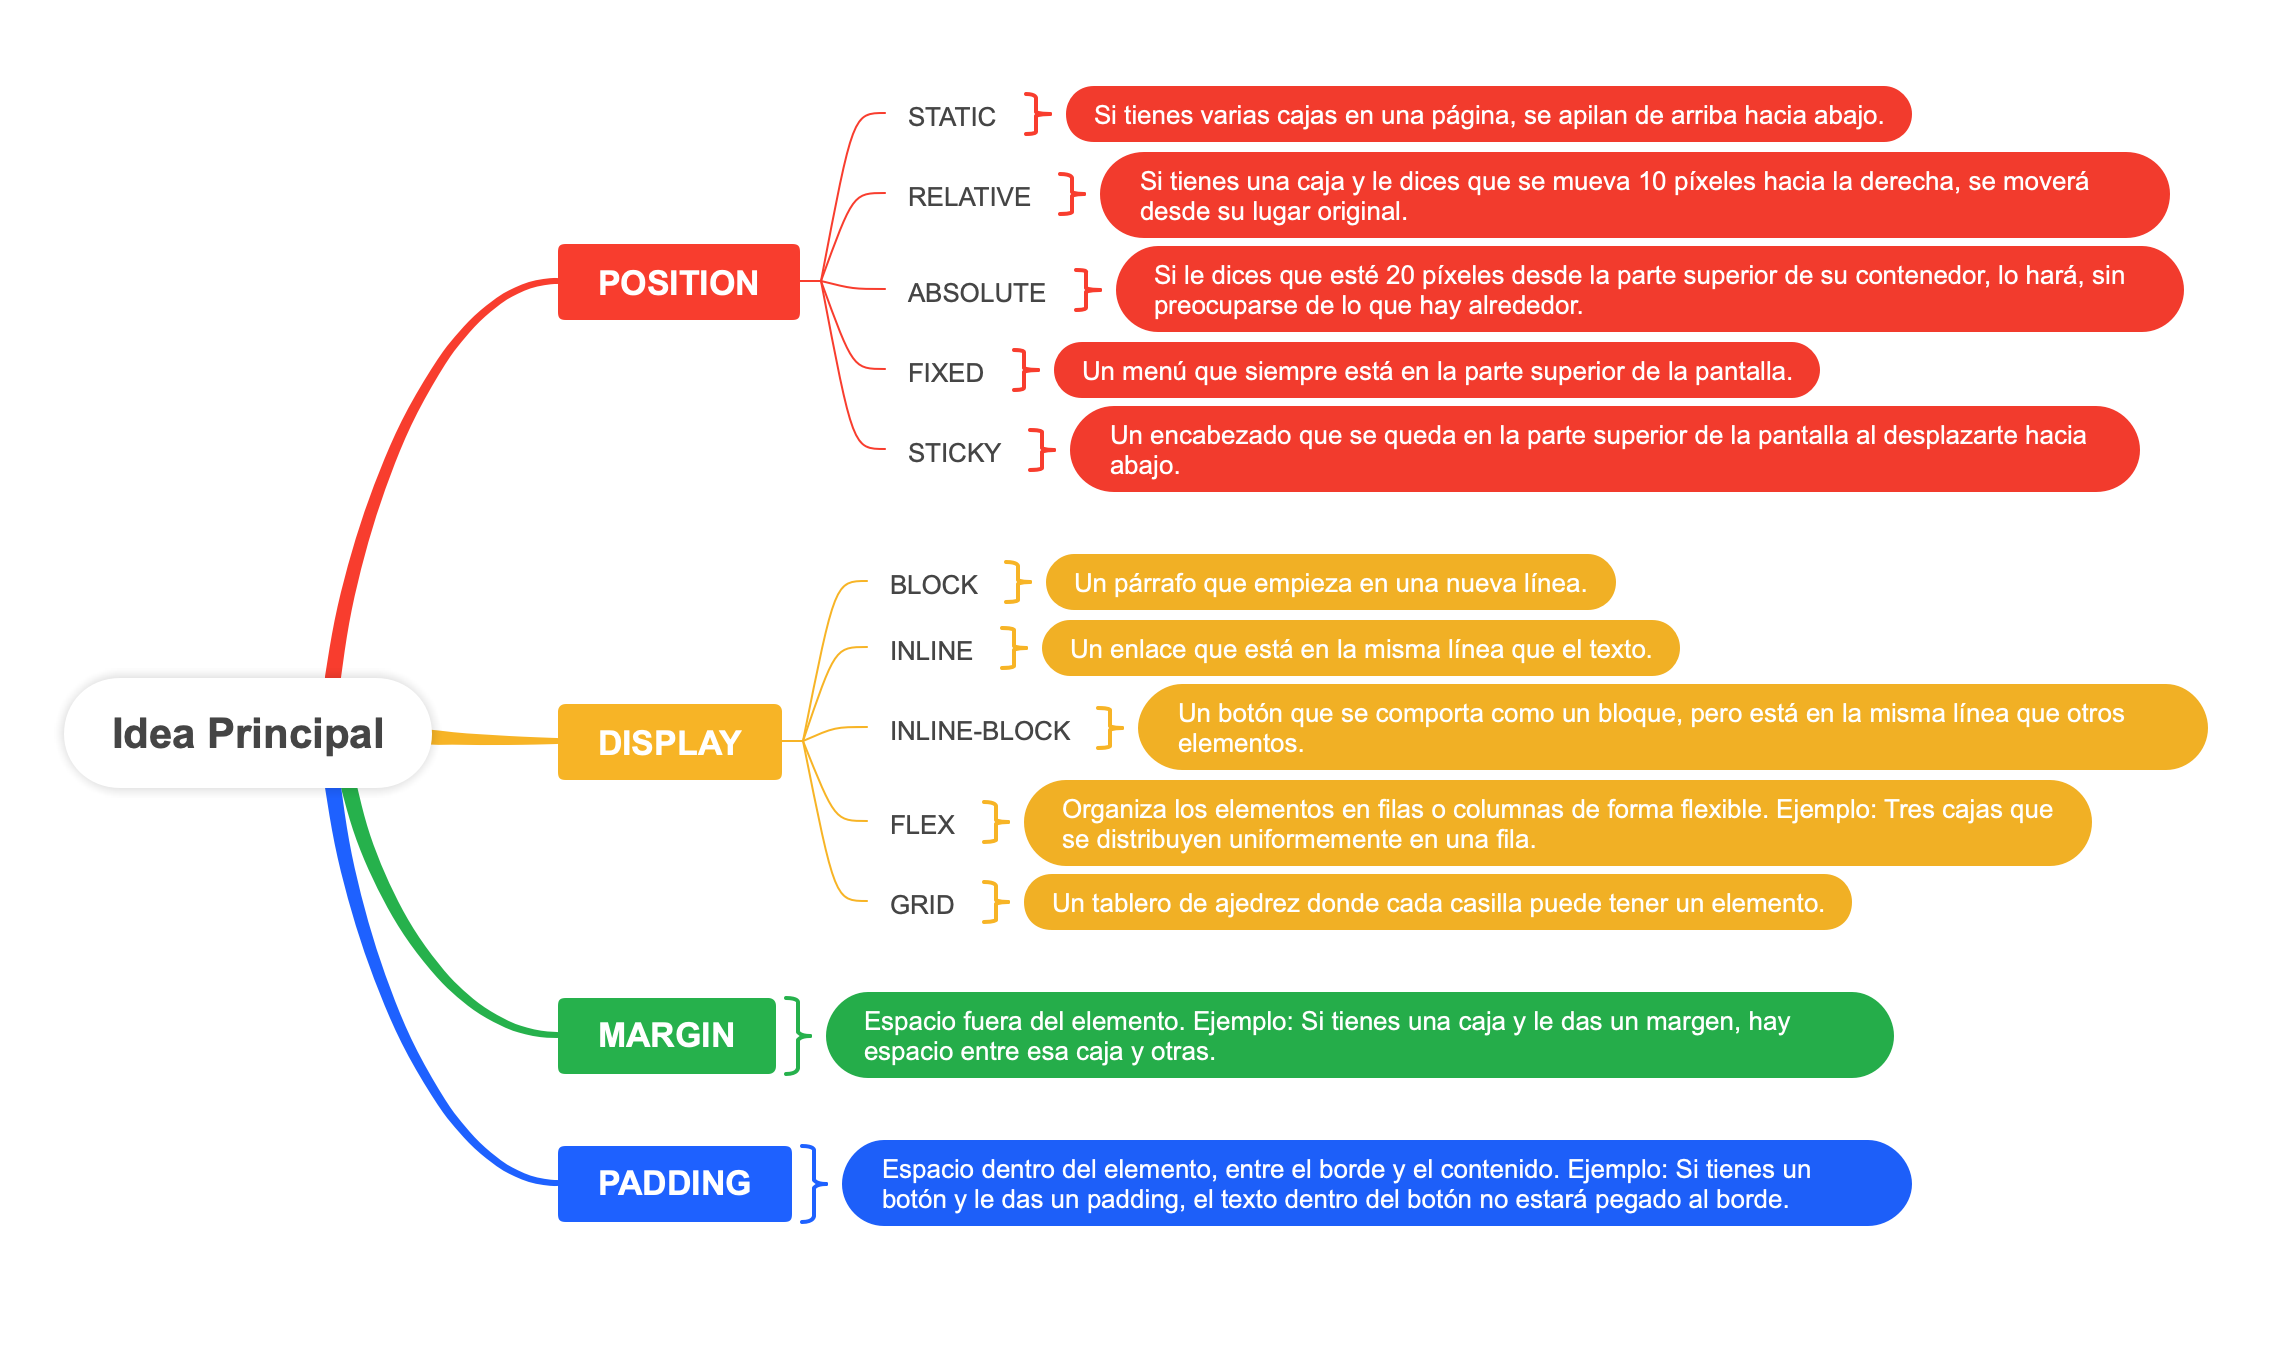 Idea Principal
POSITION
STATIC
Si tienes varias cajas en una página, se apilan de arriba hacia abajo.
RELATIVE
Si tienes una caja y le dices que se mueva 10 píxeles hacia la derecha, se moverá
desde su lugar original.
ABSOLUTE
Si le dices que esté 20 píxeles desde la parte superior de su contenedor, lo hará, sin
preocuparse de lo que hay alrededor.
FIXED
Un menú que siempre está en la parte superior de la pantalla.
STICKY
Un encabezado que se queda en la parte superior de la pantalla al desplazarte hacia
abajo.
DISPLAY
BLOCK
Un párrafo que empieza en una nueva línea.
INLINE
Un enlace que está en la misma línea que el texto.
INLINE-BLOCK
Un botón que se comporta como un bloque, pero está en la misma línea que otros
elementos.
FLEX
Organiza los elementos en filas o columnas de forma flexible. Ejemplo: Tres cajas que
se distribuyen uniformemente en una fila.
GRID
Un tablero de ajedrez donde cada casilla puede tener un elemento.
MARGIN
Espacio fuera del elemento. Ejemplo: Si tienes una caja y le das un margen, hay
espacio entre esa caja y otras.
PADDING
Espacio dentro del elemento, entre el borde y el contenido. Ejemplo: Si tienes un
botón y le das un padding, el texto dentro del botón no estará pegado al borde.